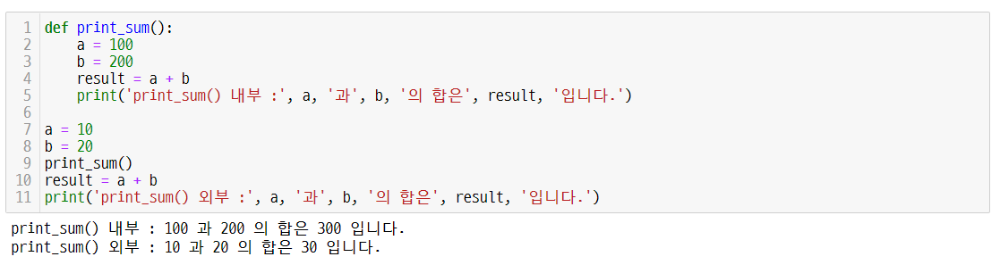 1 def print_sum():
2     a = 100
3     b = 200
4     result = a + b
5     print('print_sum() 내부 :', a, '과', b, '의 합은', result, '입니다.')
6
7 a = 10
8 b = 20
9 print_sum()
10 result = a + b
11 print('print_sum() 외부 :', a, '과', b, '의 합은', result, '입니다.')
print_sum() 내부 : 100 과 200 의 합은 300 입니다.
print_sum() 외부 : 10 과 20 의 합은 30 입니다.